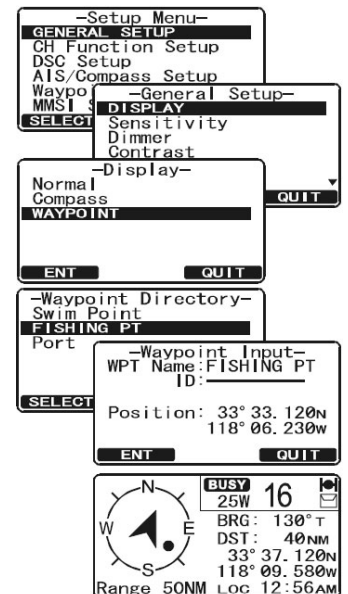 –Setup Menu–
GENERAL SETUP
CH Function Setup
DSC Setup
AIS/Compass Setup
Waypo
MMSI S
SELECT
–General Setup–
DISPLAY
Sensitivity
Dimmer
Contrast
QUIT
–Display–
Normal
Compass
WAYPOINT
ENT QUIT
–Waypoint Directory–
Swim Point
FISHING PT
Port
SELECT
–Waypoint Input–
WPT Name:FISHING PT
ID:
Position: 33°33.120N
118°06.230W
ENT QUIT
N
W E
S
Range 50NM
BUSY
25W 16
BRG: 130°T
DST: 40NM
33°37.120N
118°09.580W
LOC 12:56AM